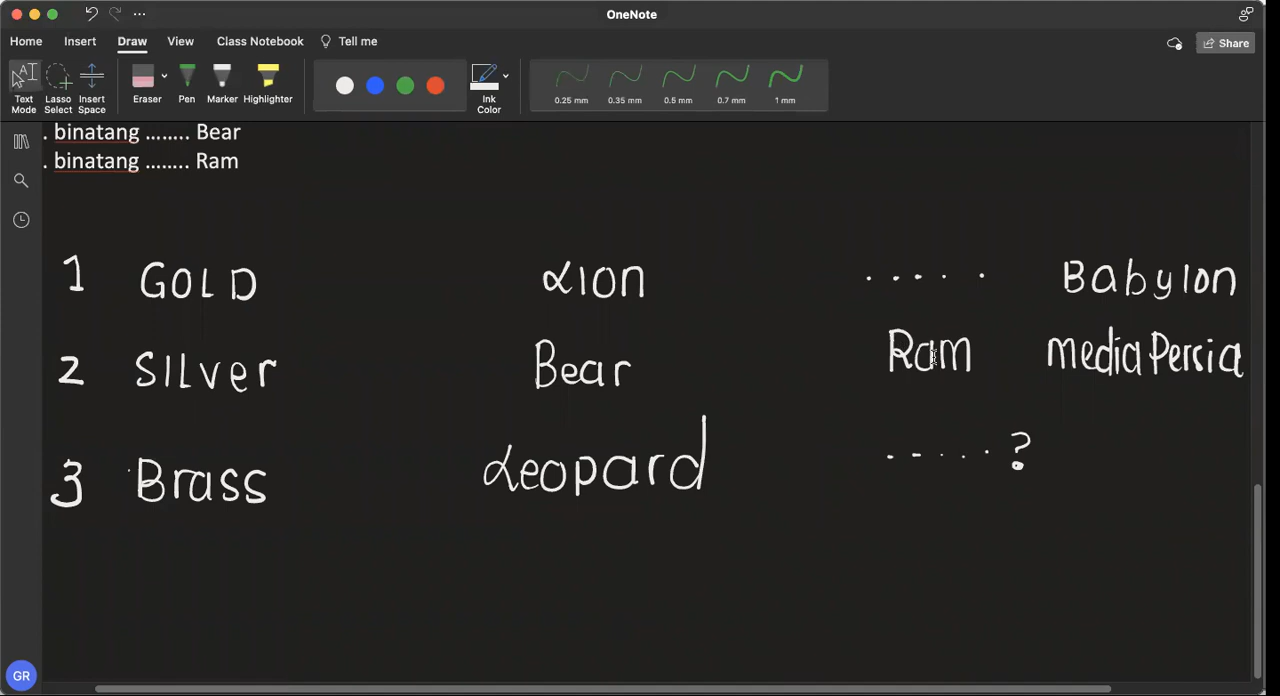 OneNote
Home Insert Draw View Class Notebook Tell me Share
Text Mode
Lasso Select
Insert Space
Eraser
Pen
Marker
Highlighter
Ink Color
0.25 mm 0.35 mm 0.5 mm 0.7 mm 1 mm
. binatang ........ Bear
. binatang ........ Ram
1 GOLD Lion ..... Babylon
2 Silver Bear Ram media Persia
3 Brass Leopard ..... ?
GR